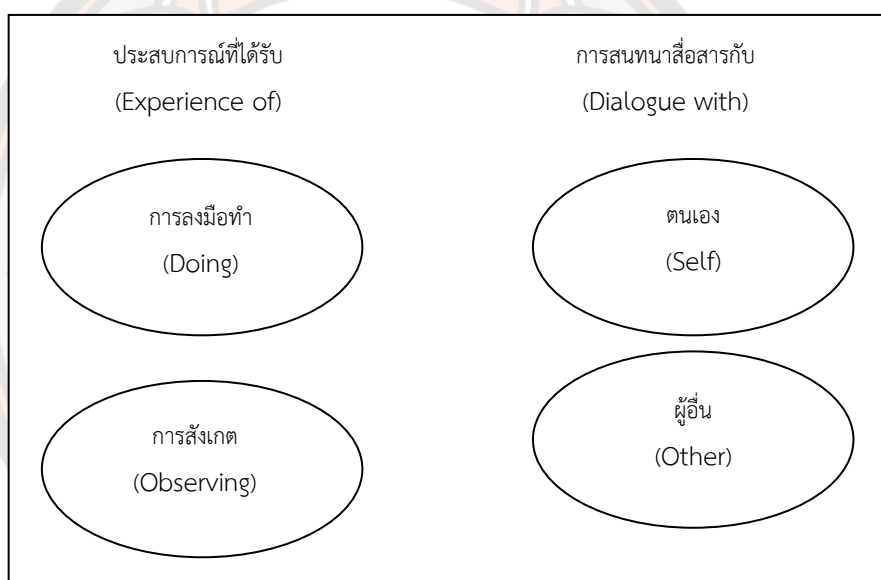 ประสบการณ์ที่ได้รับ
(Experience of)
การสนทนาสื่อสารกับ
(Dialogue with)
การลงมือทำ
(Doing)
ตนเอง
(Self)
การสังเกต
(Observing)
ผู้อื่น
(Other)